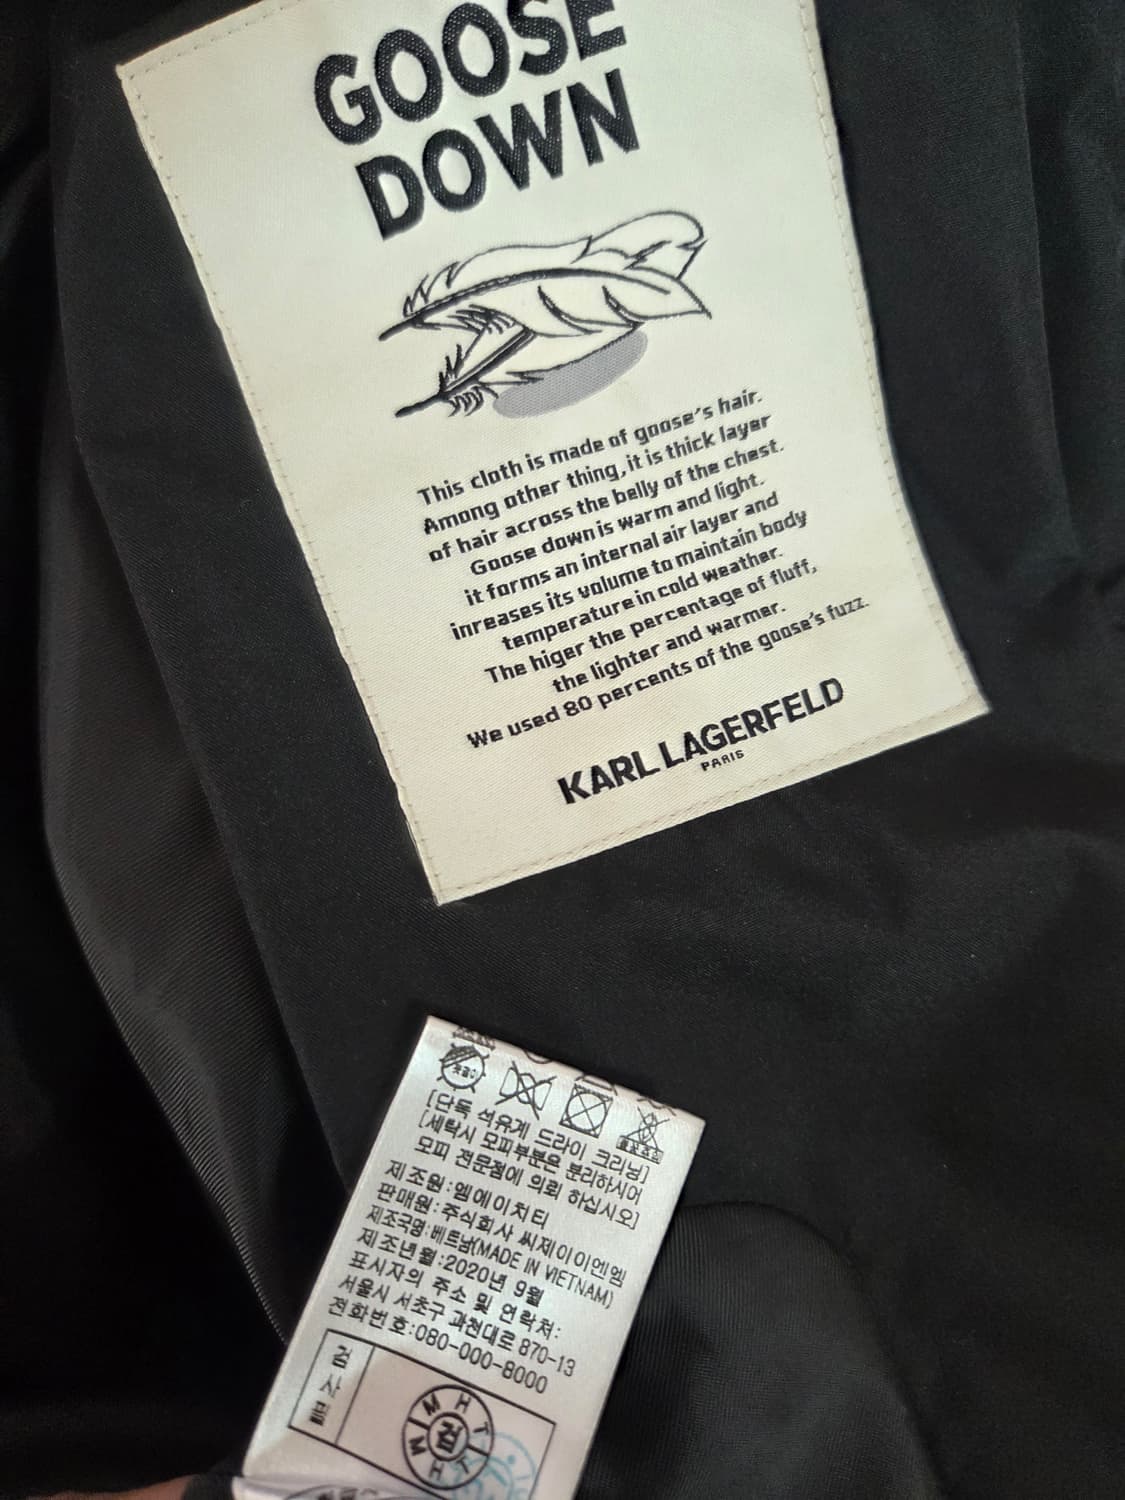 GOOSE
DOWN
This cloth is made of goose's hair.
Among other thing, it is thick layer
of hair across the belly of the chest.
Goose down is warm and light.
it forms an internal air layer and
inreases its volume to maintain body
temperature in cold weather.
The higer the percentage of fluff,
the lighter and warmer.
We used 80 percents of the goose's fuzz.
KARL LAGERFELD
PARIS
[단독 석유계 드라이 크리닝]
[세탁시 모피부분은 분리하시어
모피 전문점에 의뢰 하십시오]
제조원:엠에이치티
판매원:주식회사 씨제이이엔엠
제조국명:베트남(MADE IN VIETNAM)
제조년월:2020년 9월
표시자의 주소 및 연락처:
서울시 서초구 과천대로 870-13
전화번호:080-000-8000
검사필
검
M H T
M H T